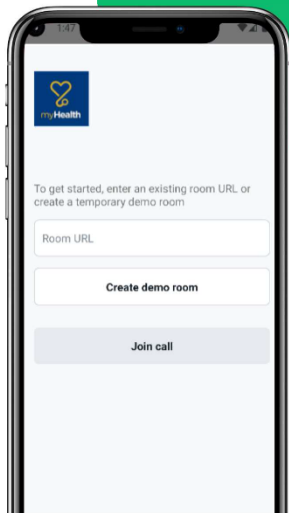 1:47
myHealth
To get started, enter an existing room URL or
create a temporary demo room
Room URL
Create demo room
Join call